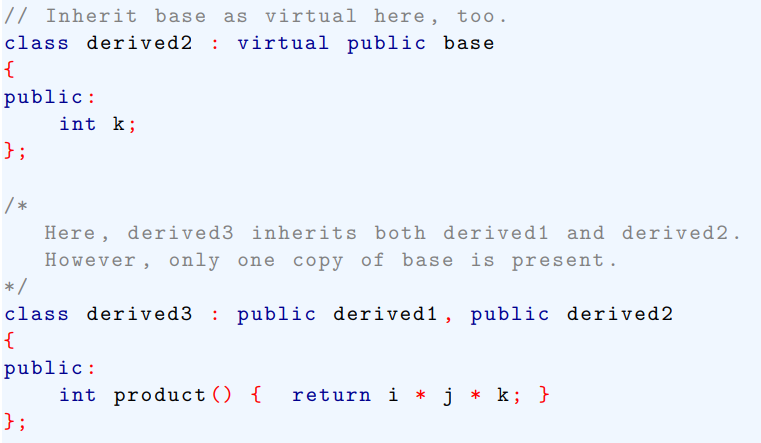 // Inherit base as virtual here, too.
class derived2 : virtual public base
{
public:
    int k;
};

/*
   Here, derived3 inherits both derived1 and derived2.
   However, only one copy of base is present.
*/
class derived3 : public derived1, public derived2
{
public:
    int product() {  return i * j * k; }
};